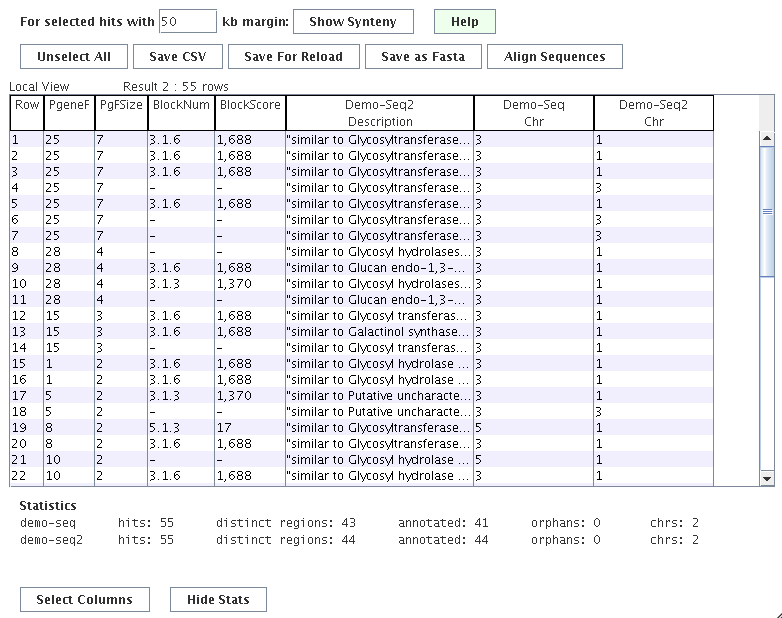 For selected hits with 50 kb margin: Show Synteny Help
Unselect All Save CSV Save For Reload Save as Fasta Align Sequences
Local View Result 2 : 55 rows
Row PgeneF PgFSize BlockNum BlockScore Demo-Seq2 Demo-Seq Demo-Seq2
Description Chr Chr
1 25 7 3.1.6 1,688 "similar to Glycosyltransferase... 3 1
2 25 7 3.1.6 1,688 "similar to Glycosyltransferase... 3 1
3 25 7 3.1.6 1,688 "similar to Glycosyltransferase... 3 1
4 25 7 - - "similar to Glycosyltransferase... 3 3
5 25 7 3.1.6 1,688 "similar to Glycosyltransferase... 3 1
6 25 7 - - "similar to Glycosyltransferase... 3 3
7 25 7 - - "similar to Glycosyltransferase... 3 3
8 28 4 - - "similar to Glycosyl hydrolases... 3 1
9 28 4 3.1.6 1,688 "similar to Glucan endo-1,3-... 3 1
10 28 4 3.1.3 1,370 "similar to Glycosyl hydrolases... 3 1
11 28 4 - - "similar to Glucan endo-1,3-... 3 1
12 15 3 3.1.6 1,688 "similar to Glycosyl transferas... 3 1
13 15 3 3.1.6 1,688 "similar to Galactinol synthase... 3 1
14 15 3 - - "similar to Glycosyl transferas... 3 1
15 1 2 3.1.6 1,688 "similar to Glycosyl hydrolase ... 3 1
16 1 2 3.1.6 1,688 "similar to Glycosyl hydrolase ... 3 1
17 5 2 3.1.3 1,370 "similar to Putative uncharacte... 3 1
18 5 2 - - "similar to Putative uncharacte... 3 3
19 8 2 5.1.3 17 "similar to Glycosyltransferase... 5 1
20 8 2 3.1.6 1,688 "similar to Glycosyltransferase... 3 1
21 10 2 - - "similar to Glycosyl hydrolase ... 5 1
22 10 2 3.1.6 1,688 "similar to Glycosyl hydrolase ... 3 1
Statistics
demo-seq hits: 55 distinct regions: 43 annotated: 41 orphans: 0 chrs: 2
demo-seq2 hits: 55 distinct regions: 44 annotated: 44 orphans: 0 chrs: 2
Select Columns Hide Stats